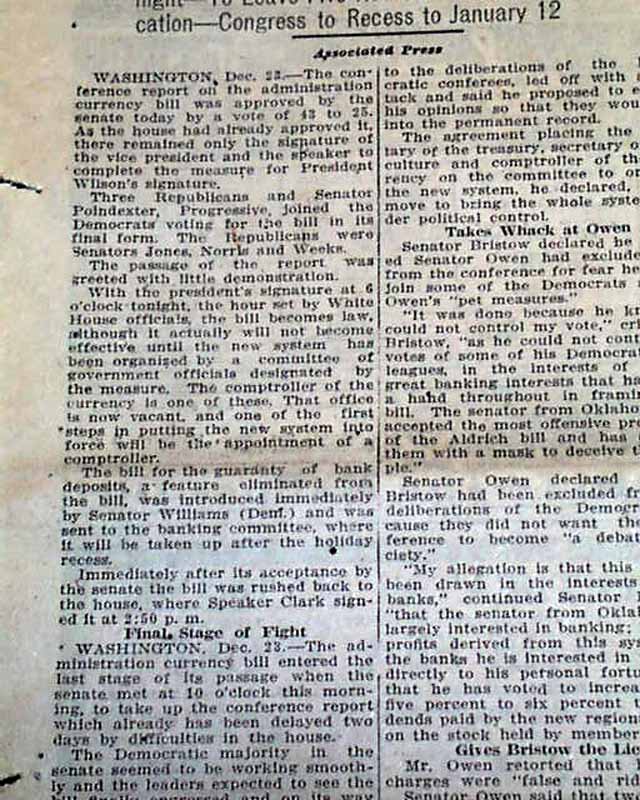 cation—Congress to Recess to January 12
Associated Press
WASHINGTON, Dec. 23.—The con-
ference report on the administration
currency bill was approved by the
senate today by a vote of 43 to 25.
As the house had already approved it,
there remained only the signature of
the vice president and the speaker to
complete the measure for President
Wilson's signature.
Three Republicans and Senator
Poindexter, Progressive, joined the
Democrats voting for the bill in its
final form. The Republicans were
Senators Jones, Norris and Weeks.
The passage of the report was
greeted with little demonstration.
With the president's signature at 6
o'clock tonight, the hour set by White
House officials, the bill becomes law,
although it actually will not become
effective until the new system has
been organized by a committee of
government officials designated by
the measure. The comptroller of the
currency is one of these. That office
is now vacant, and one of the first
steps in putting the new system into
force will be the appointment of a
comptroller.
The bill for the guaranty of bank
deposits, a feature eliminated from
the bill, was introduced immediately
by Senator Williams (Dem.) and was
sent to the banking committee, where
it will be taken up after the holiday
recess.
Immediately after its acceptance by
the senate the bill was rushed back to
the house, where Speaker Clark sign-
ed it at 2:50 p. m.
Final Stage of Fight
WASHINGTON, Dec. 23.—The ad-
ministration currency bill entered the
last stage of its passage when the
senate met at 10 o'clock this morn-
ing, to take up the conference report
which already has been delayed two
days by difficulties in the house.
The Democratic majority in the
senate seemed to be working smooth-
ly and the leaders expected to see the
to the deliberations of the
cratic conferees, led off with
tack and said he proposed to
his opinions so that they wou
into the permanent record.
The agreement placing the
tary of the treasury, secretary o
culture and comptroller of th
rency on the committee to or
the new system, he declared,
move to bring the whole syste
der political control.
Takes Whack at Owen
Senator Bristow declared he
ed Senator Owen had exclude
from the conference for fear he
join some of the Democrats
Owen's "pet measures."
"It was done because he kn
could not control my vote," cri
Bristow, "as he could not cont
votes of some of his Democra
leagues, in the interests of
great banking interests that ha
a hand throughout in framin
bill. The senator from Oklahom
accepted the most offensive pro
of the Aldrich bill and has
them with a mask to deceive t
ple."
Senator Owen declared
Bristow had been excluded fr
deliberations of the Democr
cause they did not want the
ference to become "a debat
ciety."
"My allegation is that this
been drawn in the interests
banks," continued Senator
"that the senator from Oklah
largely interested in banking;
profits derived from this sys
the banks he is interested in
directly to his personal fortu
that he has voted to increa
five percent to six percent t
dends paid by the new region
on the stock held by member
Gives Bristow the Lie
Mr. Owen retorted that
charges were "false and rid
Senator Owen said that tw